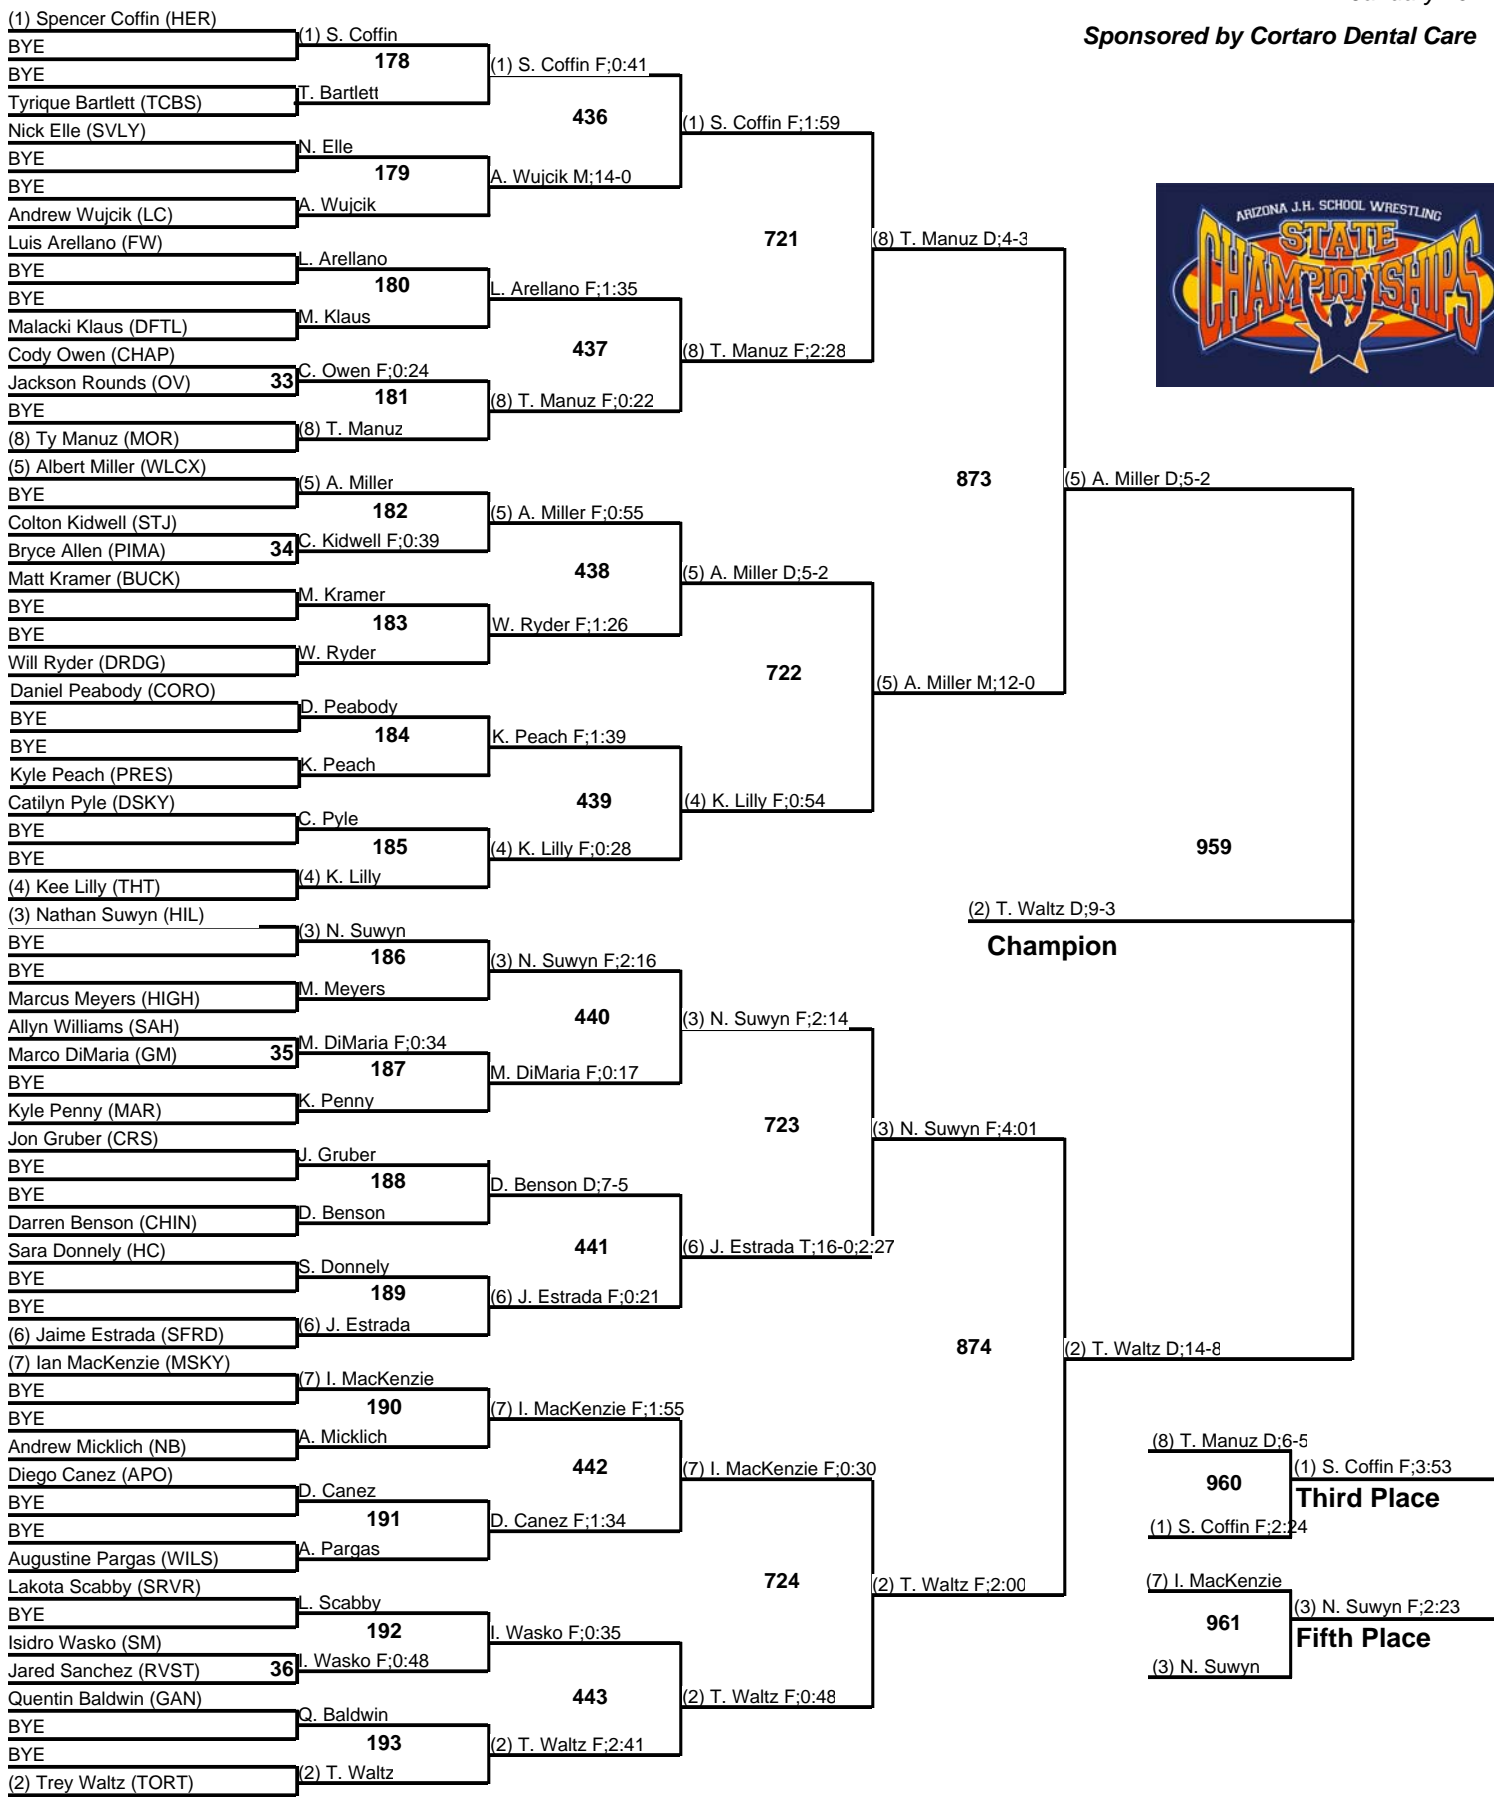 Sponsored by Cortaro Dental Care
ARIZONA J.H. SCHOOL WRESTLING
STATE
CHAMPIONSHIPS
(1) Spencer Coffin (HER)
BYE
BYE
Tyrique Bartlett (TCBS)
Nick Elle (SVLY)
BYE
BYE
Andrew Wujcik (LC)
Luis Arellano (FW)
BYE
BYE
Malacki Klaus (DFTL)
Cody Owen (CHAP)
Jackson Rounds (OV) 33
BYE
(8) Ty Manuz (MOR)
(5) Albert Miller (WLCX)
BYE
Colton Kidwell (STJ)
Bryce Allen (PIMA) 34
Matt Kramer (BUCK)
BYE
BYE
Will Ryder (DRDG)
Daniel Peabody (CORO)
BYE
BYE
Kyle Peach (PRES)
Catilyn Pyle (DSKY)
BYE
BYE
(4) Kee Lilly (THT)
(3) Nathan Suwyn (HIL)
BYE
BYE
Marcus Meyers (HIGH)
Allyn Williams (SAH)
Marco DiMaria (GM) 35
BYE
Kyle Penny (MAR)
Jon Gruber (CRS)
BYE
BYE
Darren Benson (CHIN)
Sara Donnely (HC)
BYE
BYE
(6) Jaime Estrada (SFRD)
(7) Ian MacKenzie (MSKY)
BYE
BYE
Andrew Micklich (NB)
Diego Canez (APO)
BYE
BYE
Augustine Pargas (WILS)
Lakota Scabby (SRVR)
BYE
Isidro Wasko (SM)
Jared Sanchez (RVST) 36
Quentin Baldwin (GAN)
BYE
BYE
(2) Trey Waltz (TORT)
(1) S. Coffin
178
T. Bartlett
N. Elle
179
A. Wujcik
L. Arellano
180
M. Klaus
C. Owen F;0:24
181
(8) T. Manuz
(5) A. Miller
182
C. Kidwell F;0:39
M. Kramer
183
W. Ryder
D. Peabody
184
K. Peach
C. Pyle
185
(4) K. Lilly
(3) N. Suwyn
186
M. Meyers
M. DiMaria F;0:34
187
K. Penny
J. Gruber
188
D. Benson
S. Donnely
189
(6) J. Estrada
(7) I. MacKenzie
190
A. Micklich
D. Canez
191
A. Pargas
L. Scabby
192
I. Wasko F;0:48
Q. Baldwin
193
(2) T. Waltz
(1) S. Coffin F;0:41
436
A. Wujcik M;14-0
L. Arellano F;1:35
437
(8) T. Manuz F;0:22
(5) A. Miller F;0:55
438
W. Ryder F;1:26
K. Peach F;1:39
439
(4) K. Lilly F;0:28
(3) N. Suwyn F;2:16
440
M. DiMaria F;0:17
D. Benson D;7-5
441
(6) J. Estrada F;0:21
(7) I. MacKenzie F;1:55
442
D. Canez F;1:34
I. Wasko F;0:35
443
(2) T. Waltz F;2:41
(1) S. Coffin F;1:59
721
(8) T. Manuz F;2:28
(5) A. Miller D;5-2
722
(4) K. Lilly F;0:54
(3) N. Suwyn F;2:14
723
(6) J. Estrada T;16-0;2:27
(7) I. MacKenzie F;0:30
724
(2) T. Waltz F;0:48
(8) T. Manuz D;4-3
873
(5) A. Miller M;12-0
(3) N. Suwyn F;4:01
874
(2) T. Waltz F;2:00
(5) A. Miller D;5-2
959
(2) T. Waltz D;14-8
(2) T. Waltz D;9-3
Champion
(8) T. Manuz D;6-5
960
(1) S. Coffin F;2:24
(1) S. Coffin F;3:53
Third Place
(7) I. MacKenzie
961
(3) N. Suwyn
(3) N. Suwyn F;2:23
Fifth Place